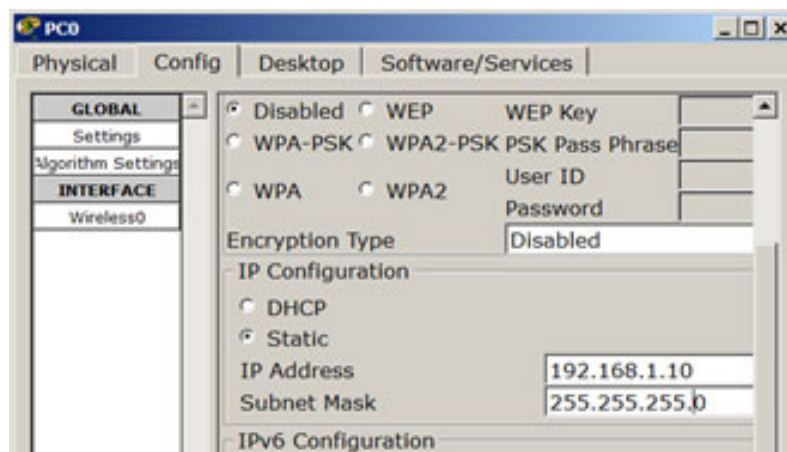 PC0
Physical Config Desktop Software/Services
GLOBAL
Settings
Algorithm Settings
INTERFACE
Wireless0
Disabled WEP WEP Key
WPA-PSK WPA2-PSK PSK Pass Phrase
WPA WPA2 User ID
Password
Encryption Type Disabled
IP Configuration
DHCP
Static
IP Address 192.168.1.10
Subnet Mask 255.255.255.0
IPv6 Configuration